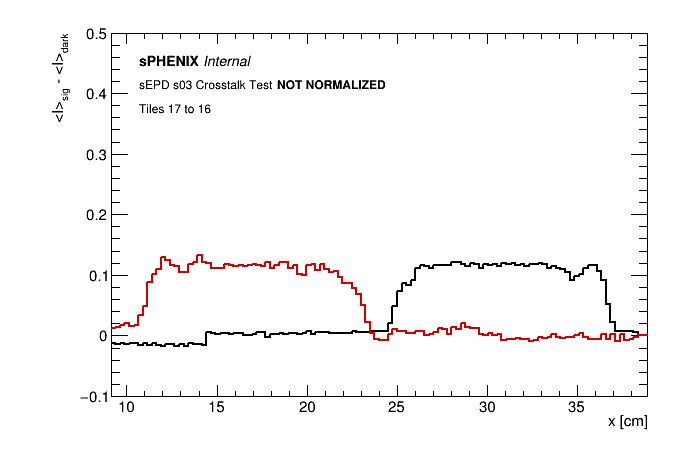 <I>sig - <I>dark
0.5
sPHENIX Internal
sEPD s03 Crosstalk Test NOT NORMALIZED
0.4
Tiles 17 to 16
0.3
0.2
0.1
0
−0.1
10 15 20 25 30 35
x [cm]